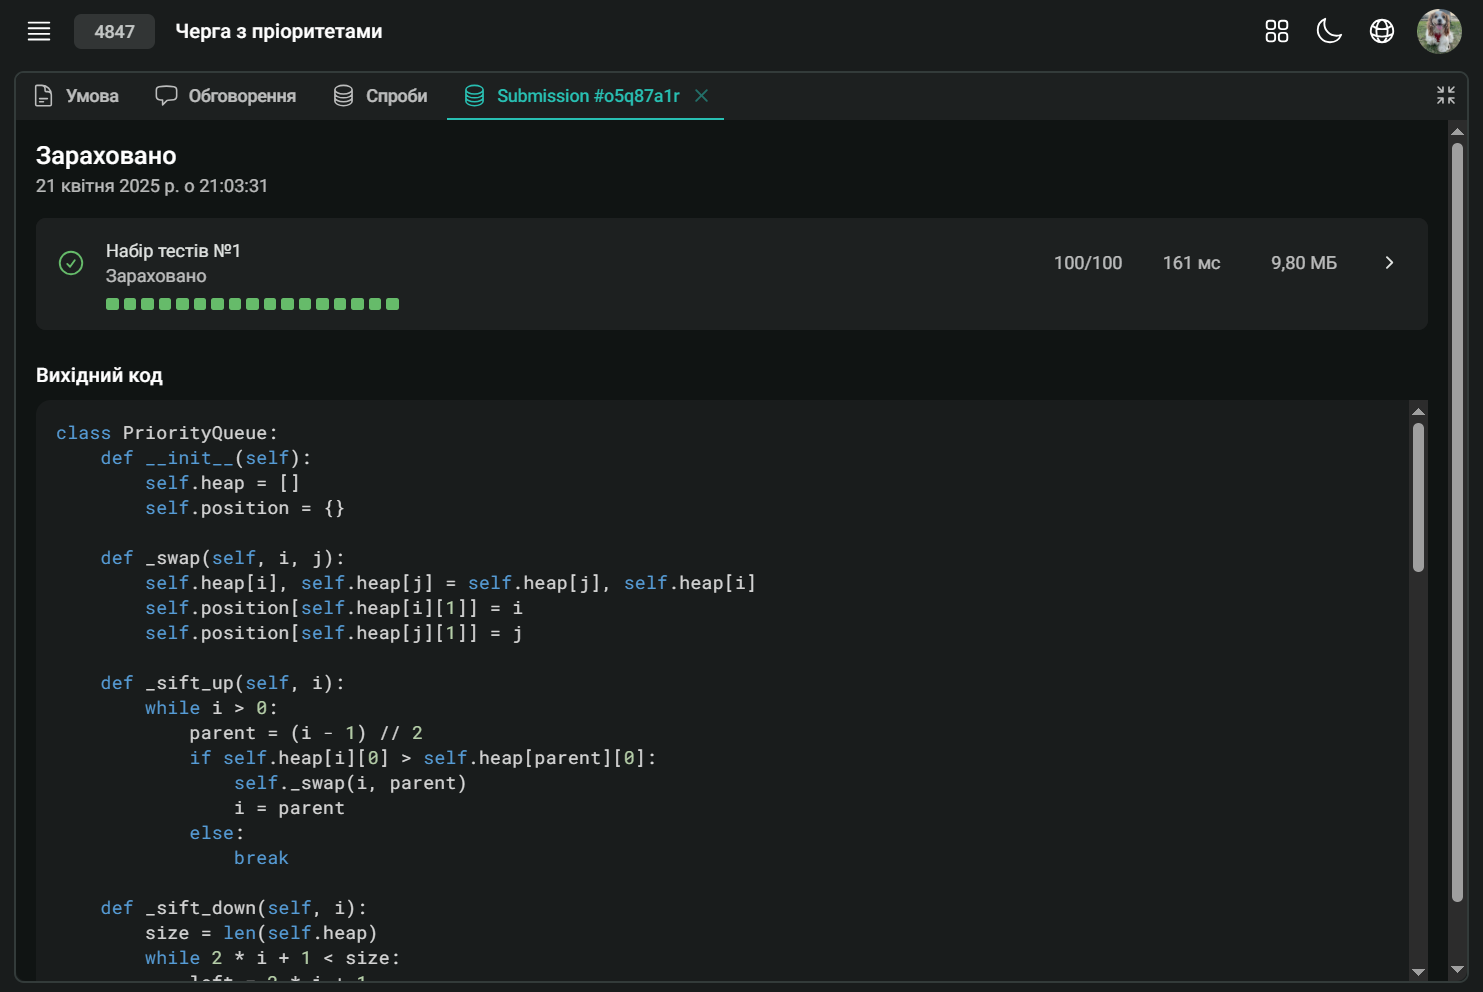 4847 Черга з пріоритетами
Умова Обговорення Спроби Submission #o5q87a1r
Зараховано
21 квітня 2025 р. о 21:03:31
Набір тестів №1
Зараховано
100/100 161 мс 9,80 МБ
Вихідний код
class PriorityQueue:
    def __init__(self):
        self.heap = []
        self.position = {}
    def _swap(self, i, j):
        self.heap[i], self.heap[j] = self.heap[j], self.heap[i]
        self.position[self.heap[i][1]] = i
        self.position[self.heap[j][1]] = j
    def _sift_up(self, i):
        while i > 0:
            parent = (i - 1) // 2
            if self.heap[i][0] > self.heap[parent][0]:
                self._swap(i, parent)
                i = parent
            else:
                break
    def _sift_down(self, i):
        size = len(self.heap)
        while 2 * i + 1 < size:
            left = 2 * i + 1